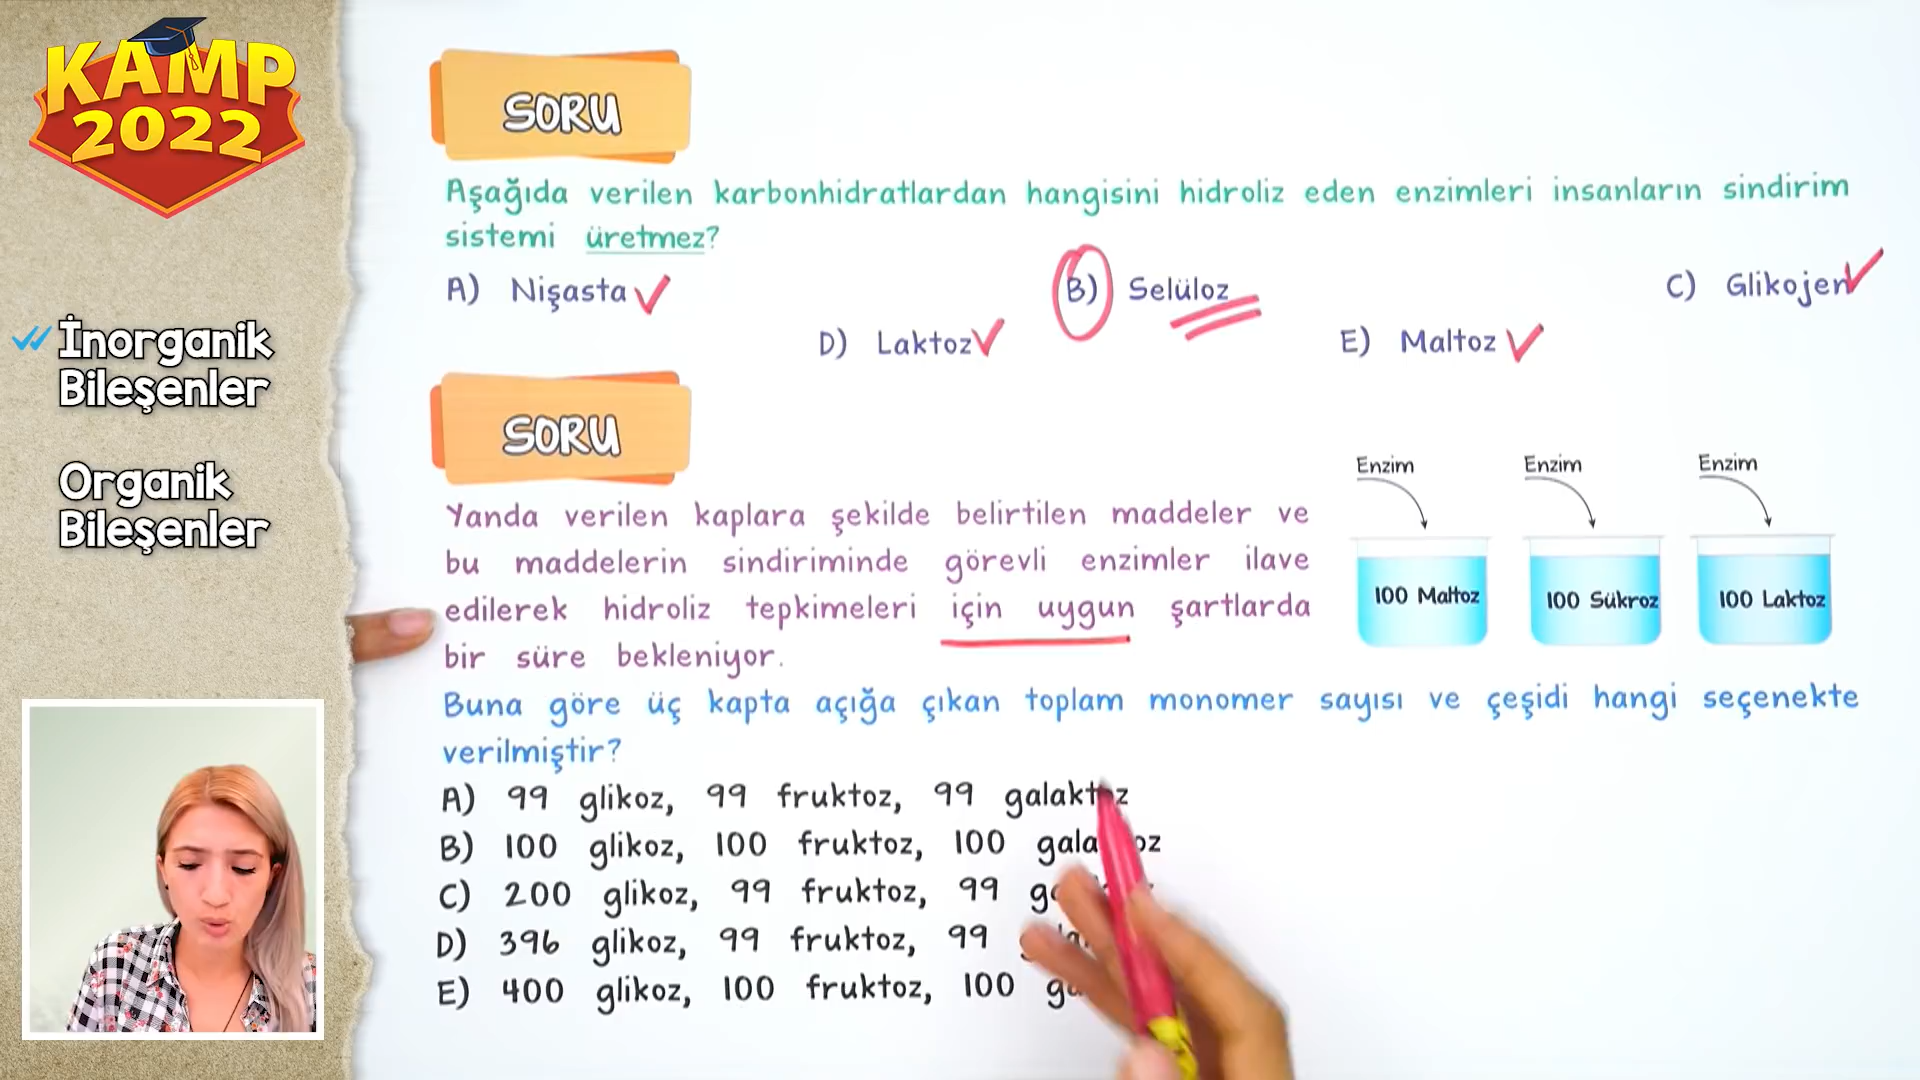 KAMP
2022
İnorganik
Bileşenler
Organik
Bileşenler
SORU
Aşağıda verilen karbonhidratlardan hangisini hidroliz eden enzimleri insanların sindirim
sistemi üretmez?
A) Nişasta
B) Selüloz
C) Glikojen
D) Laktoz
E) Maltoz
SORU
Yanda verilen kaplara şekilde belirtilen maddeler ve
bu maddelerin sindiriminde görevli enzimler ilave
edilerek hidroliz tepkimeleri için uygun şartlarda
bir süre bekleniyor.
Enzim
Enzim
Enzim
100 Maltoz
100 Sükroz
100 Laktoz
Buna göre üç kapta açığa çıkan toplam monomer sayısı ve çeşidi hangi seçenekte
verilmiştir?
A) 99 glikoz, 99 fruktoz, 99 galaktoz
B) 100 glikoz, 100 fruktoz, 100
C) 200 glikoz, 99 fruktoz, 99
D) 396 glikoz, 99 fruktoz, 99
E) 400 glikoz, 100 fruktoz, 100